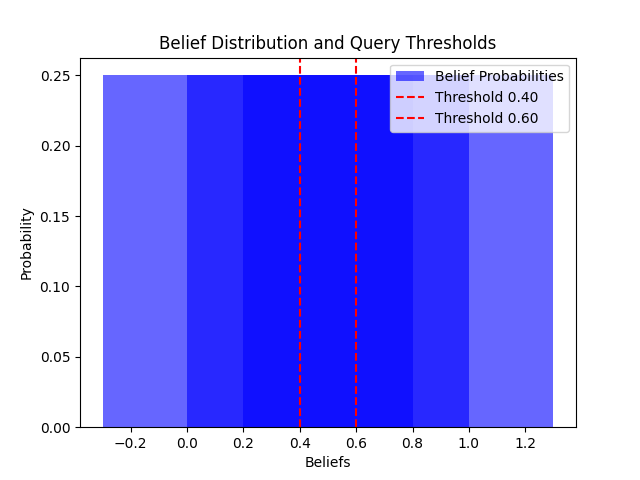 Belief Distribution and Query Thresholds
Belief Probabilities
Threshold 0.40
Threshold 0.60
Probability
0.25
0.20
0.15
0.10
0.05
0.00
−0.2 0.0 0.2 0.4 0.6 0.8 1.0 1.2
Beliefs